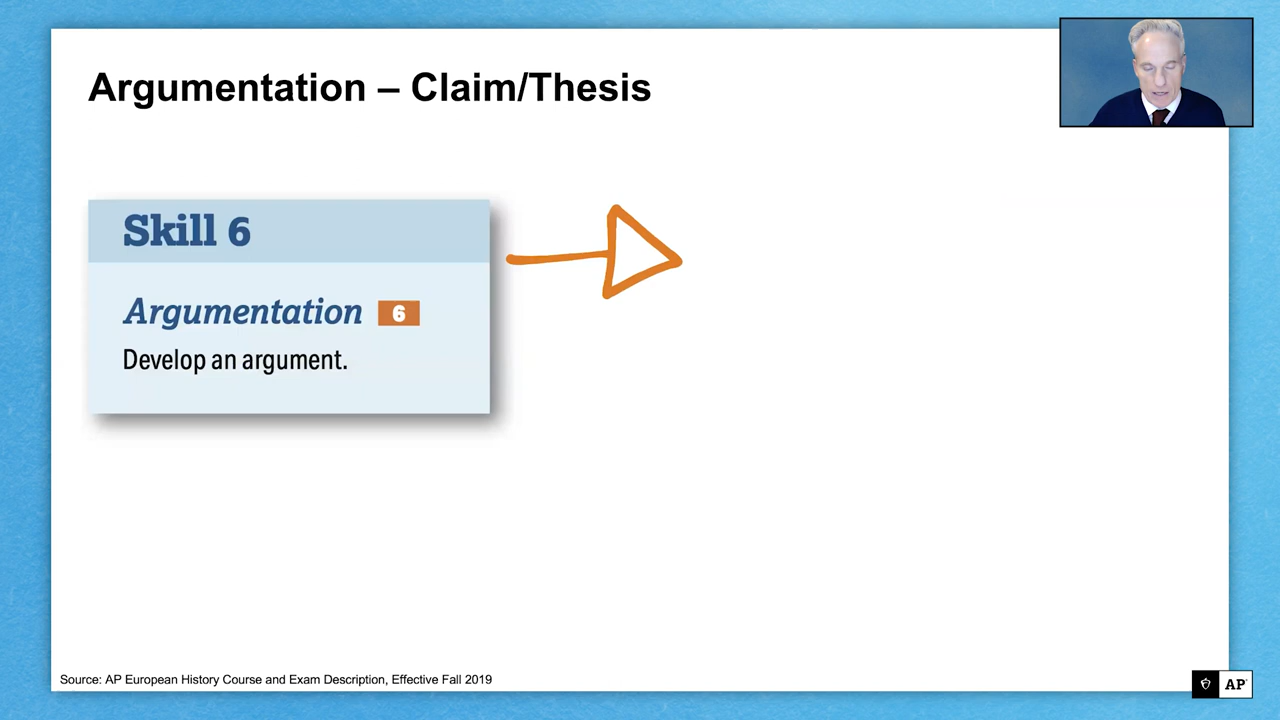 Argumentation – Claim/Thesis
Skill 6
Argumentation 6
Develop an argument.
Source: AP European History Course and Exam Description, Effective Fall 2019
AP